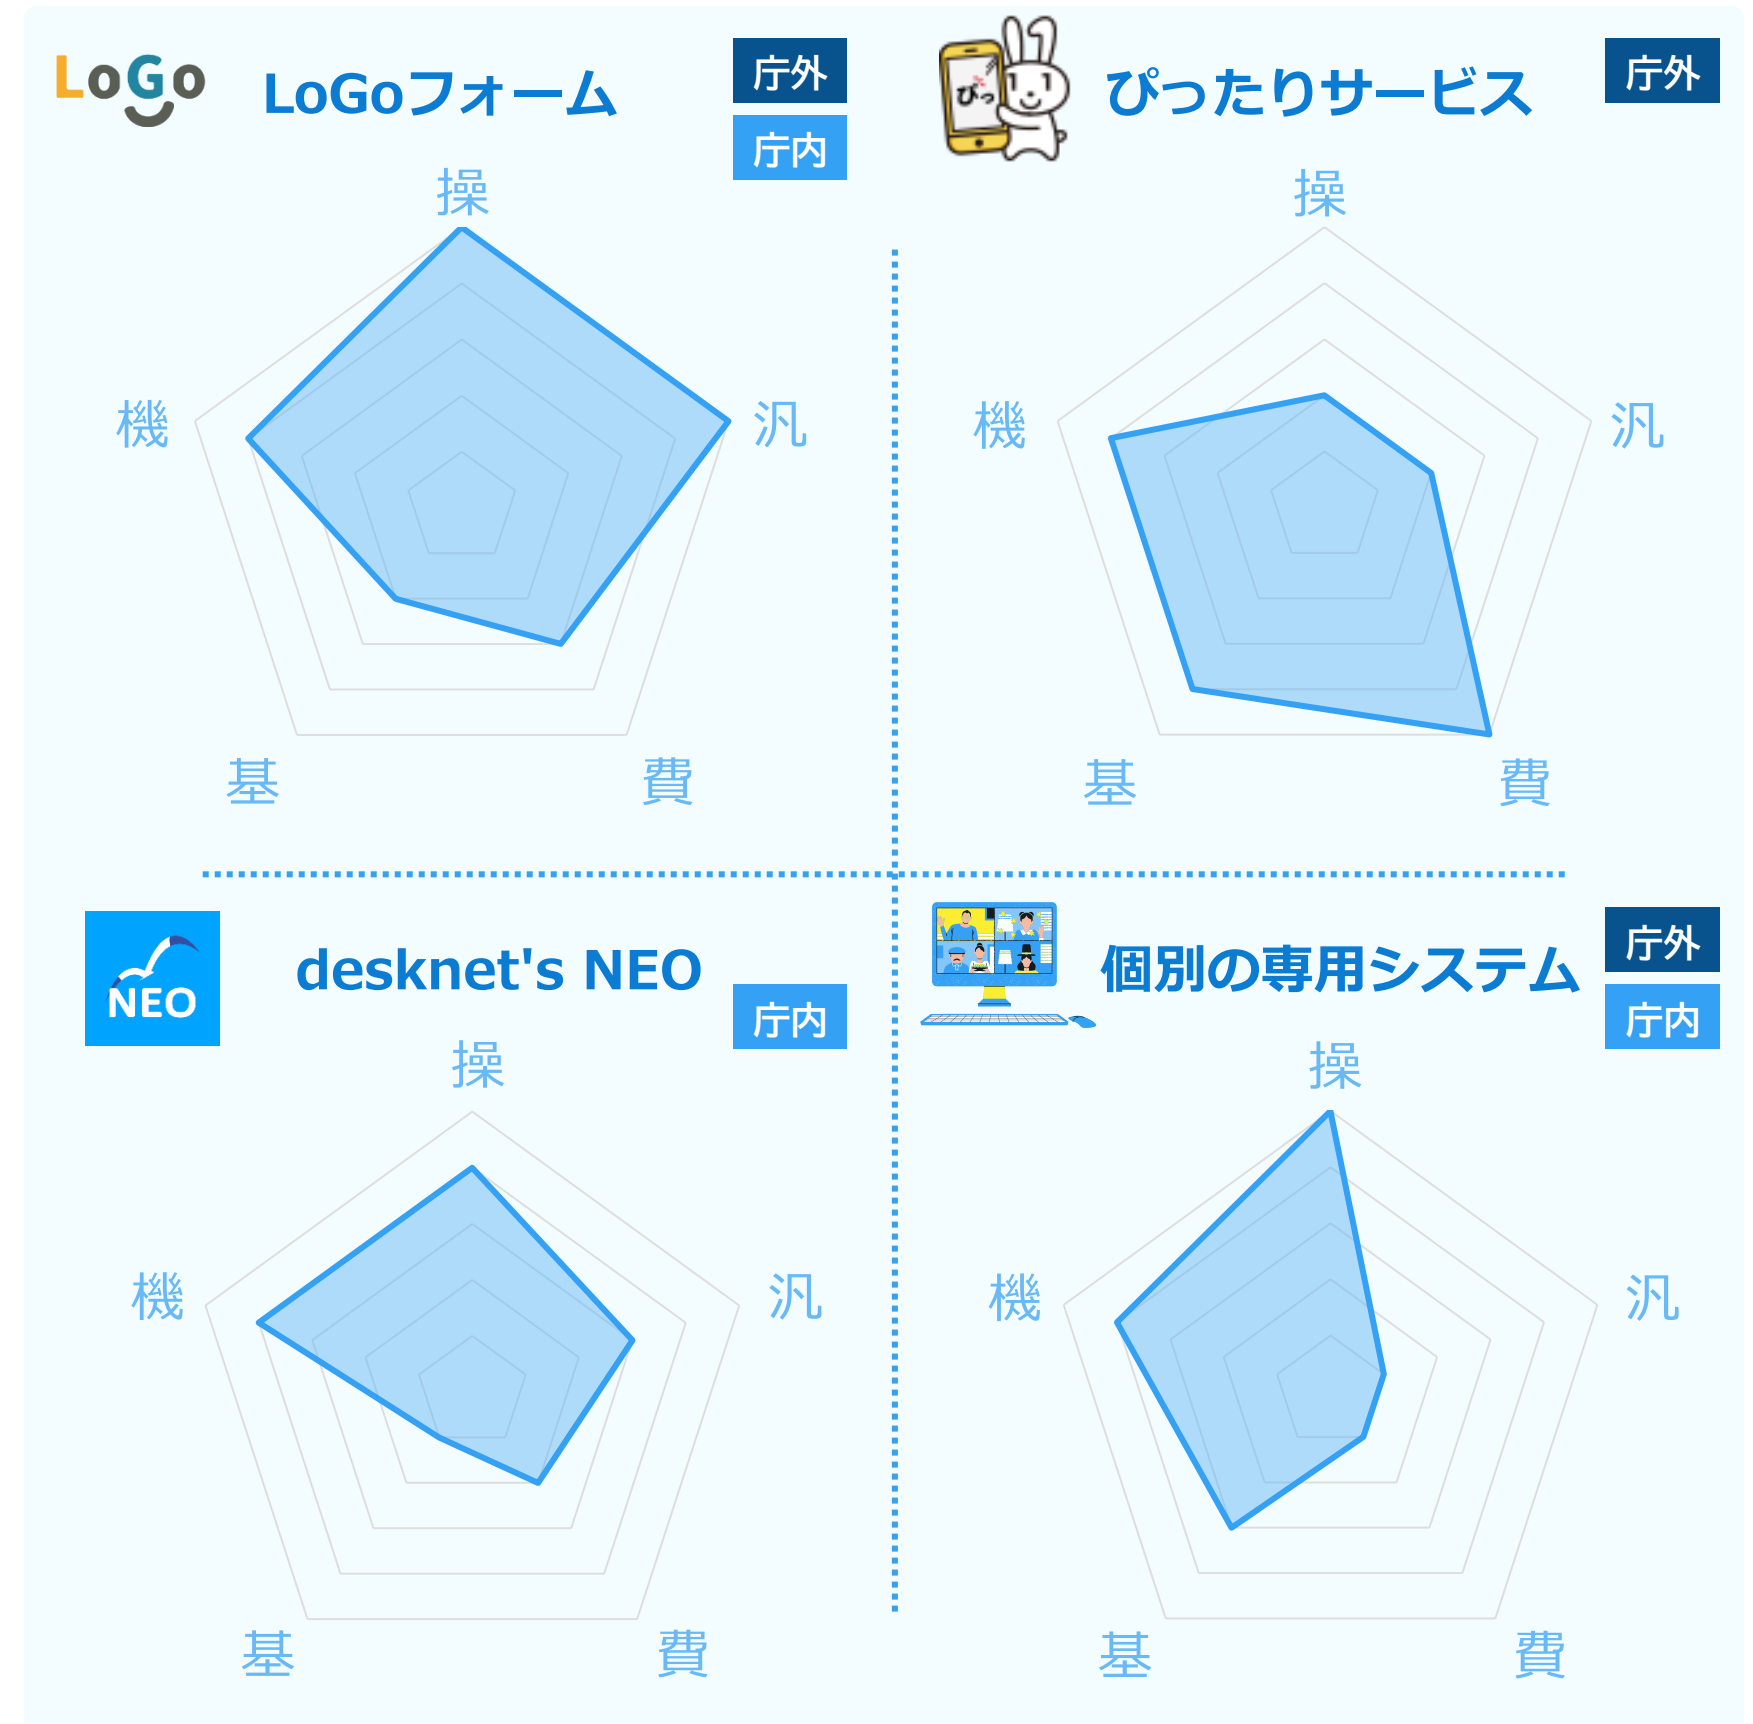 LoGo
LoGoフォーム
庁外
庁内
操
機
汎
基
費
ぴっ
ぴったりサービス
庁外
操
機
汎
基
費
NEO
desknet's NEO
庁内
操
機
汎
基
費
個別の専用システム
庁外
庁内
操
機
汎
基
費